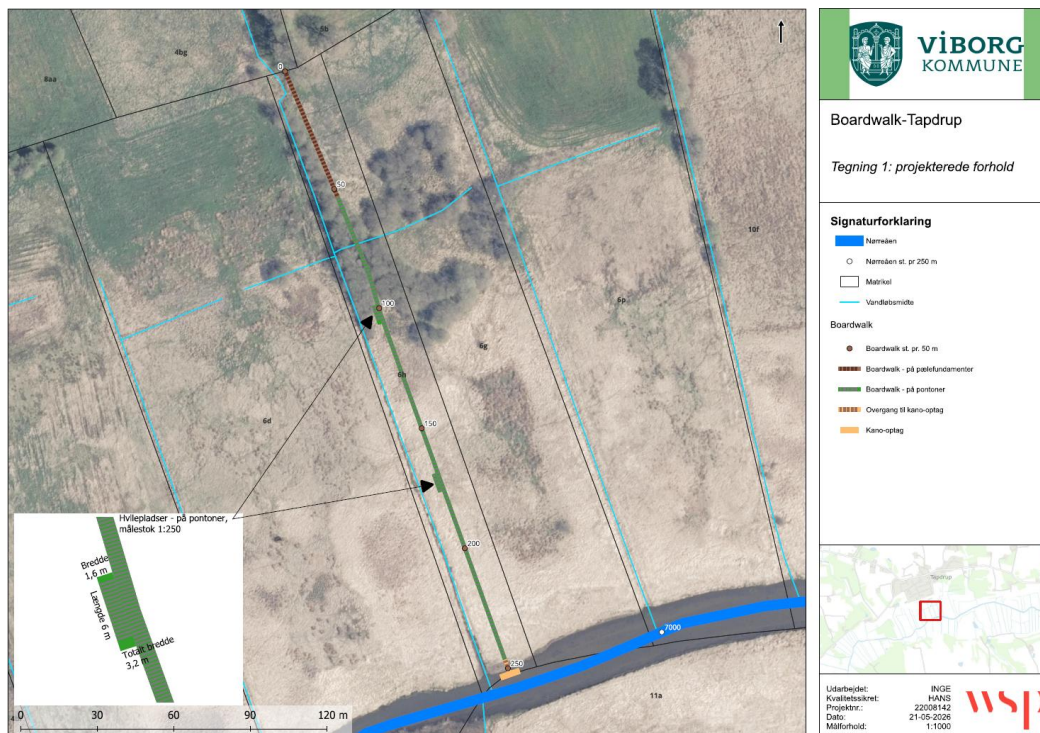 4bg
5b
8aa
0
50
10f
100
6p
6g
6h
150
6d
200
7000
250
11a
Hvilepladser - på pontoner,
målestok 1:250
Bredde
1,6 m
Længde 6 m
Totalt bredde
3,2 m
0 30 60 90 120 m
VIBORG
KOMMUNE
Boardwalk-Tapdrup
Tegning 1: projekterede forhold
Signaturforklaring
Nørreåen
Nørreåen st. pr 250 m
Matrikel
Vandløbsmidte
Boardwalk
Boardwalk st. pr. 50 m
Boardwalk - på pælefundamenter
Boardwalk - på pontoner
Overgang til kano-optag
Kano-optag
Tapdrup
Udarbejdet: INGE
Kvalitetssikret: HANS
Projektnr.: 22008142
Dato: 21-05-2026
Målforhold: 1:1000
wsp